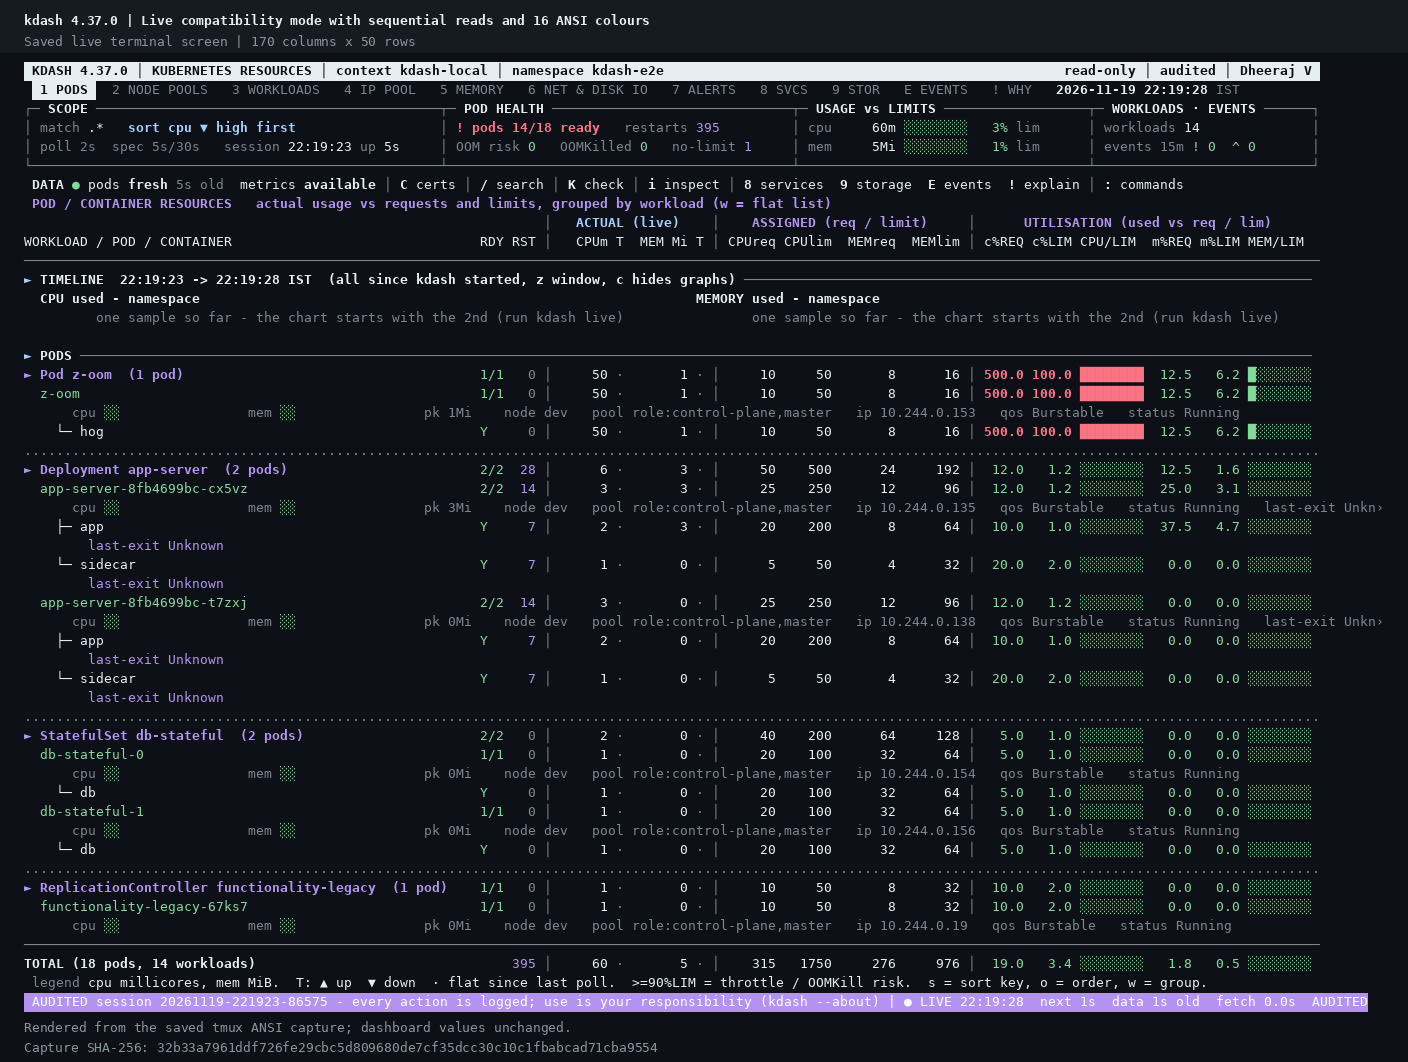 kdash 4.37.0 | Live compatibility mode with sequential reads and 16 ANSI colours
Saved live terminal screen | 170 columns x 50 rows
KDASH 4.37.0 │ KUBERNETES RESOURCES │ context kdash-local │ namespace kdash-e2e read-only │ audited │ Dheeraj V
1 PODS 2 NODE POOLS 3 WORKLOADS 4 IP POOL 5 MEMORY 6 NET & DISK IO 7 ALERTS 8 SVCS 9 STOR E EVENTS ! WHY 2026-11-19 22:19:28 IST
SCOPE POD HEALTH USAGE vs LIMITS WORKLOADS · EVENTS
│ match .* sort cpu ▼ high first │ ! pods 14/18 ready restarts 395 │ cpu 60m ░░░░░░░░ 3% lim │ workloads 14 │
│ poll 2s spec 5s/30s session 22:19:23 up 5s │ OOM risk 0 OOMKilled 0 no-limit 1 │ mem 5Mi ░░░░░░░░ 1% lim │ events 15m ! 0 ^ 0 │
DATA ● pods fresh 5s old metrics available │ C certs │ / search │ K check │ i inspect │ 8 services 9 storage E events ! explain │ : commands
POD / CONTAINER RESOURCES actual usage vs requests and limits, grouped by workload (w = flat list)
│ ACTUAL (live) │ ASSIGNED (req / limit) │ UTILISATION (used vs req / lim)
WORKLOAD / POD / CONTAINER RDY RST │ CPUm T MEM Mi T │ CPUreq CPUlim MEMreq MEMlim │ c%REQ c%LIM CPU/LIM m%REQ m%LIM MEM/LIM
► TIMELINE 22:19:23 -> 22:19:28 IST (all since kdash started, z window, c hides graphs)
CPU used - namespace MEMORY used - namespace
one sample so far - the chart starts with the 2nd (run kdash live) one sample so far - the chart starts with the 2nd (run kdash live)
► PODS
► Pod z-oom (1 pod) 1/1 0 │ 50 · 1 · │ 10 50 8 16 │ 500.0 100.0 ████████ 12.5 6.2 █░░░░░░░
z-oom 1/1 0 │ 50 · 1 · │ 10 50 8 16 │ 500.0 100.0 ████████ 12.5 6.2 █░░░░░░░
cpu ░░ mem ░░ pk 1Mi node dev pool role:control-plane,master ip 10.244.0.153 qos Burstable status Running
└─ hog Y 0 │ 50 · 1 · │ 10 50 8 16 │ 500.0 100.0 ████████ 12.5 6.2 █░░░░░░░
► Deployment app-server (2 pods) 2/2 28 │ 6 · 3 · │ 50 500 24 192 │ 12.0 1.2 ░░░░░░░░ 12.5 1.6 ░░░░░░░░
app-server-8fb4699bc-cx5vz 2/2 14 │ 3 · 3 · │ 25 250 12 96 │ 12.0 1.2 ░░░░░░░░ 25.0 3.1 ░░░░░░░░
cpu ░░ mem ░░ pk 3Mi node dev pool role:control-plane,master ip 10.244.0.135 qos Burstable status Running last-exit Unkn›
├─ app Y 7 │ 2 · 3 · │ 20 200 8 64 │ 10.0 1.0 ░░░░░░░░ 37.5 4.7 ░░░░░░░░
last-exit Unknown
└─ sidecar Y 7 │ 1 · 0 · │ 5 50 4 32 │ 20.0 2.0 ░░░░░░░░ 0.0 0.0 ░░░░░░░░
last-exit Unknown
app-server-8fb4699bc-t7zxj 2/2 14 │ 3 · 0 · │ 25 250 12 96 │ 12.0 1.2 ░░░░░░░░ 0.0 0.0 ░░░░░░░░
cpu ░░ mem ░░ pk 0Mi node dev pool role:control-plane,master ip 10.244.0.138 qos Burstable status Running last-exit Unkn›
├─ app Y 7 │ 2 · 0 · │ 20 200 8 64 │ 10.0 1.0 ░░░░░░░░ 0.0 0.0 ░░░░░░░░
last-exit Unknown
└─ sidecar Y 7 │ 1 · 0 · │ 5 50 4 32 │ 20.0 2.0 ░░░░░░░░ 0.0 0.0 ░░░░░░░░
last-exit Unknown
► StatefulSet db-stateful (2 pods) 2/2 0 │ 2 · 0 · │ 40 200 64 128 │ 5.0 1.0 ░░░░░░░░ 0.0 0.0 ░░░░░░░░
db-stateful-0 1/1 0 │ 1 · 0 · │ 20 100 32 64 │ 5.0 1.0 ░░░░░░░░ 0.0 0.0 ░░░░░░░░
cpu ░░ mem ░░ pk 0Mi node dev pool role:control-plane,master ip 10.244.0.154 qos Burstable status Running
└─ db Y 0 │ 1 · 0 · │ 20 100 32 64 │ 5.0 1.0 ░░░░░░░░ 0.0 0.0 ░░░░░░░░
db-stateful-1 1/1 0 │ 1 · 0 · │ 20 100 32 64 │ 5.0 1.0 ░░░░░░░░ 0.0 0.0 ░░░░░░░░
cpu ░░ mem ░░ pk 0Mi node dev pool role:control-plane,master ip 10.244.0.156 qos Burstable status Running
└─ db Y 0 │ 1 · 0 · │ 20 100 32 64 │ 5.0 1.0 ░░░░░░░░ 0.0 0.0 ░░░░░░░░
► ReplicationController functionality-legacy (1 pod) 1/1 0 │ 1 · 0 · │ 10 50 8 32 │ 10.0 2.0 ░░░░░░░░ 0.0 0.0 ░░░░░░░░
functionality-legacy-67ks7 1/1 0 │ 1 · 0 · │ 10 50 8 32 │ 10.0 2.0 ░░░░░░░░ 0.0 0.0 ░░░░░░░░
cpu ░░ mem ░░ pk 0Mi node dev pool role:control-plane,master ip 10.244.0.19 qos Burstable status Running
TOTAL (18 pods, 14 workloads) 395 │ 60 · 5 · │ 315 1750 276 976 │ 19.0 3.4 ░░░░░░░░ 1.8 0.5 ░░░░░░░░
legend cpu millicores, mem MiB. T: ▲ up ▼ down · flat since last poll. >=90%LIM = throttle / OOMKill risk. s = sort key, o = order, w = group.
AUDITED session 20261119-221923-86575 - every action is logged; use is your responsibility (kdash --about) | ● LIVE 22:19:28 next 1s data 1s old fetch 0.0s AUDITED
Rendered from the saved tmux ANSI capture; dashboard values unchanged.
Capture SHA-256: 32b33a7961ddf726fe29cbc5d809680de7cf35dcc30c10c1fbabcad71cba9554